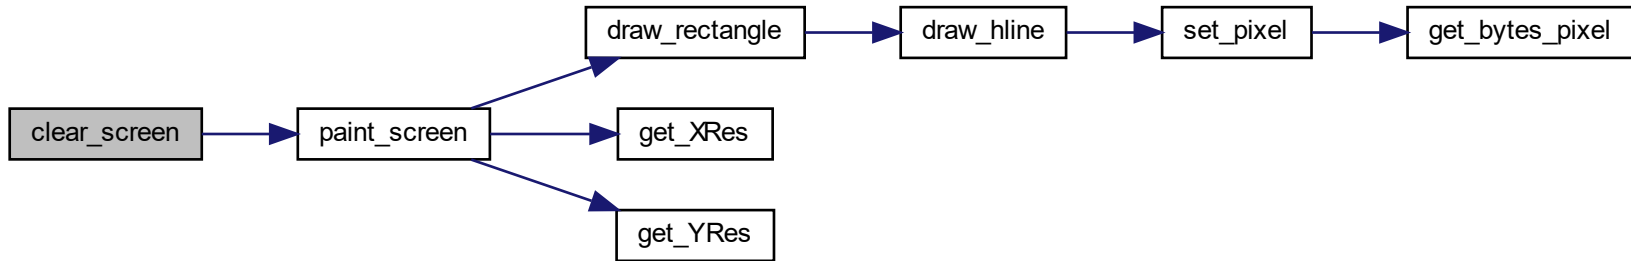 draw_rectangle
draw_hline
set_pixel
get_bytes_pixel
clear_screen
paint_screen
get_XRes
get_YRes